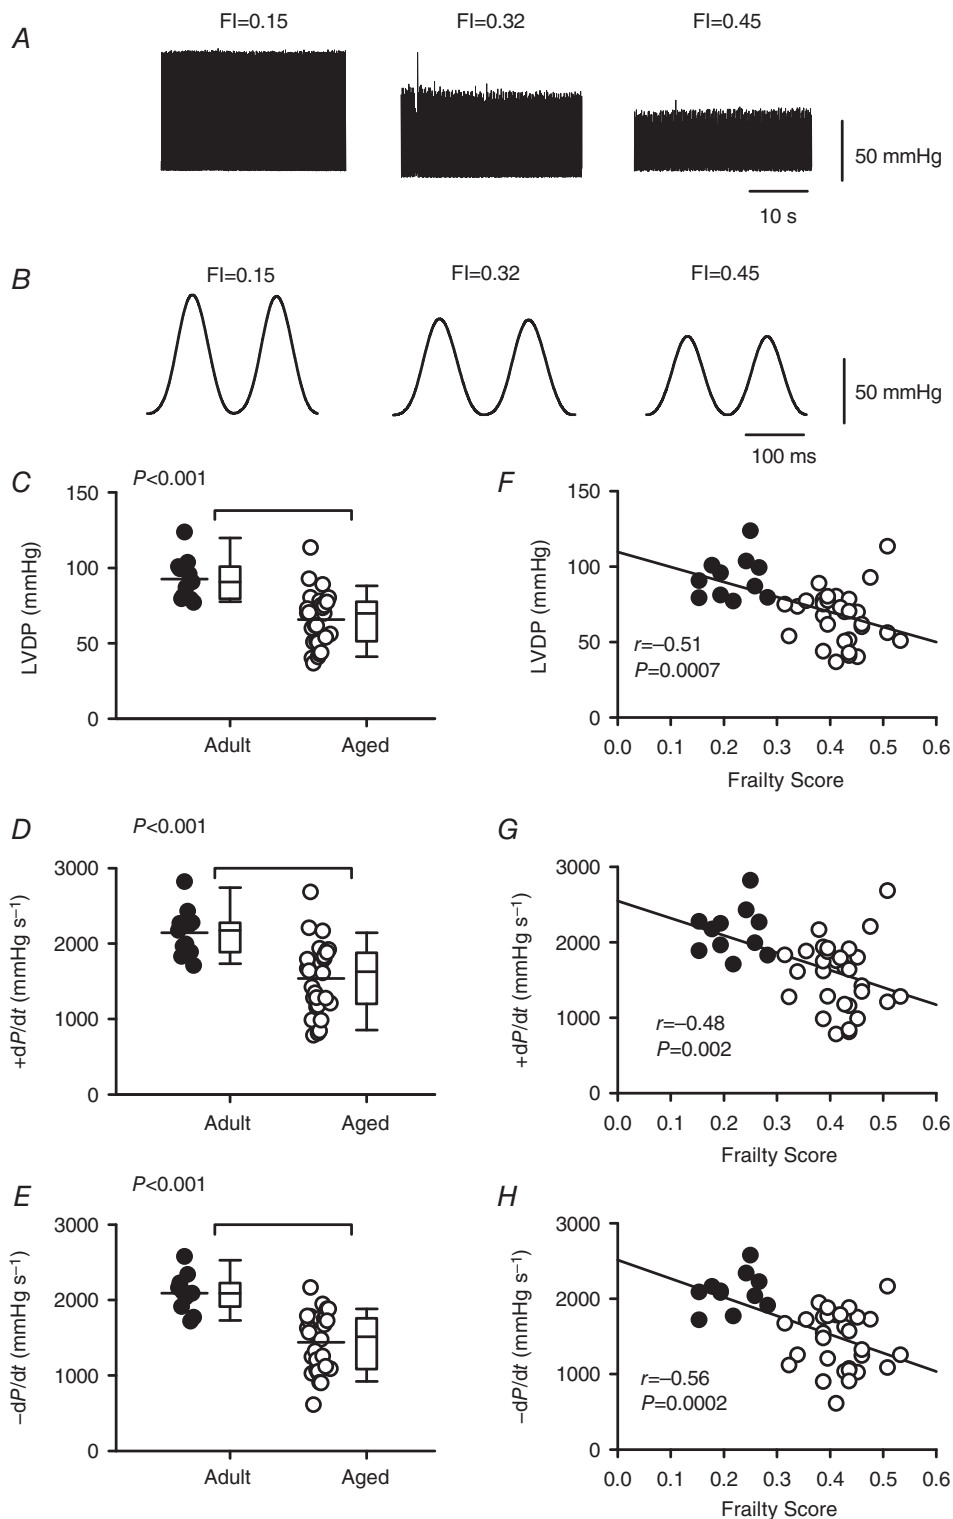 A
FI=0.15
FI=0.32
FI=0.45
50 mmHg
10 s
B
FI=0.15
FI=0.32
FI=0.45
50 mmHg
100 ms
C
P<0.001
LVDP (mmHg)
150
100
50
0
Adult
Aged
F
LVDP (mmHg)
150
100
50
0
r=–0.51
P=0.0007
0.0 0.1 0.2 0.3 0.4 0.5 0.6
Frailty Score
D
P<0.001
+dP/dt (mmHg s⁻¹)
3000
2000
1000
0
Adult
Aged
G
+dP/dt (mmHg s⁻¹)
3000
2000
1000
0
r=–0.48
P=0.002
0.0 0.1 0.2 0.3 0.4 0.5 0.6
Frailty Score
E
P<0.001
–dP/dt (mmHg s⁻¹)
3000
2000
1000
0
Adult
Aged
H
–dP/dt (mmHg s⁻¹)
3000
2000
1000
0
r=–0.56
P=0.0002
0.0 0.1 0.2 0.3 0.4 0.5 0.6
Frailty Score